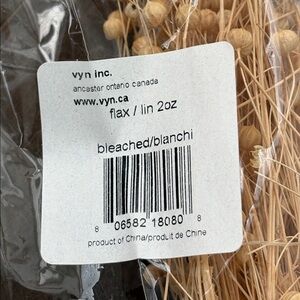 vyn inc.
ancaster ontario canada
www.vyn.ca
flax / lin 2oz
bleached/blanchi
8 06582 18080 8
product of China/produit de Chine